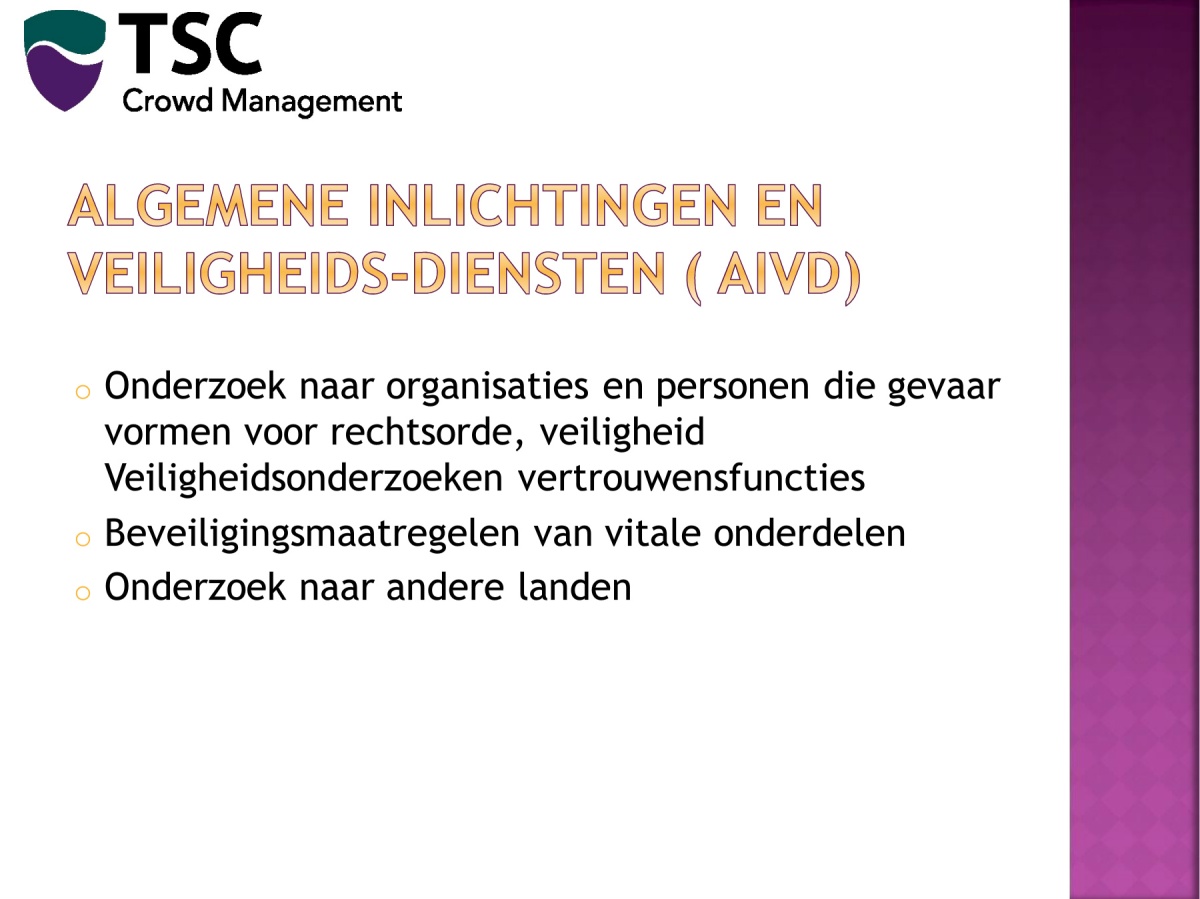 TSC
Crowd Management
ALGEMENE INLICHTINGEN EN
VEILIGHEIDS-DIENSTEN ( AIVD)
o Onderzoek naar organisaties en personen die gevaar
vormen voor rechtsorde, veiligheid
Veiligheidsonderzoeken vertrouwensfuncties
o Beveiligingsmaatregelen van vitale onderdelen
o Onderzoek naar andere landen